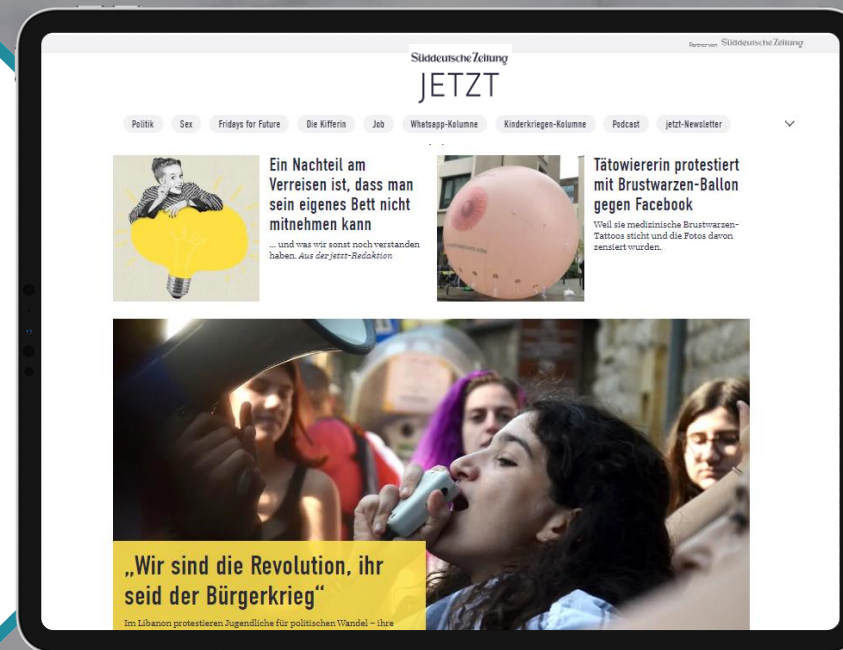 Partner von Süddeutsche Zeitung
Süddeutsche Zeitung
JETZT
Politik Sex Fridays for Future Die Kifferin Job Whatsapp-Kolumne Kinderkriegen-Kolumne Podcast jetzt-Newsletter
Ein Nachteil am
Verreisen ist, dass man
sein eigenes Bett nicht
mitnehmen kann
... und was wir sonst noch verstanden
haben. Aus der jetzt-Redaktion
Tätowiererin protestiert
mit Brustwarzen-Ballon
gegen Facebook
Weil sie medizinische Brustwarzen-
Tattoos sticht und die Fotos davon
zensiert wurden.
„Wir sind die Revolution, ihr
seid der Bürgerkrieg“
Im Libanon protestieren Jugendliche für politischen Wandel – ihre